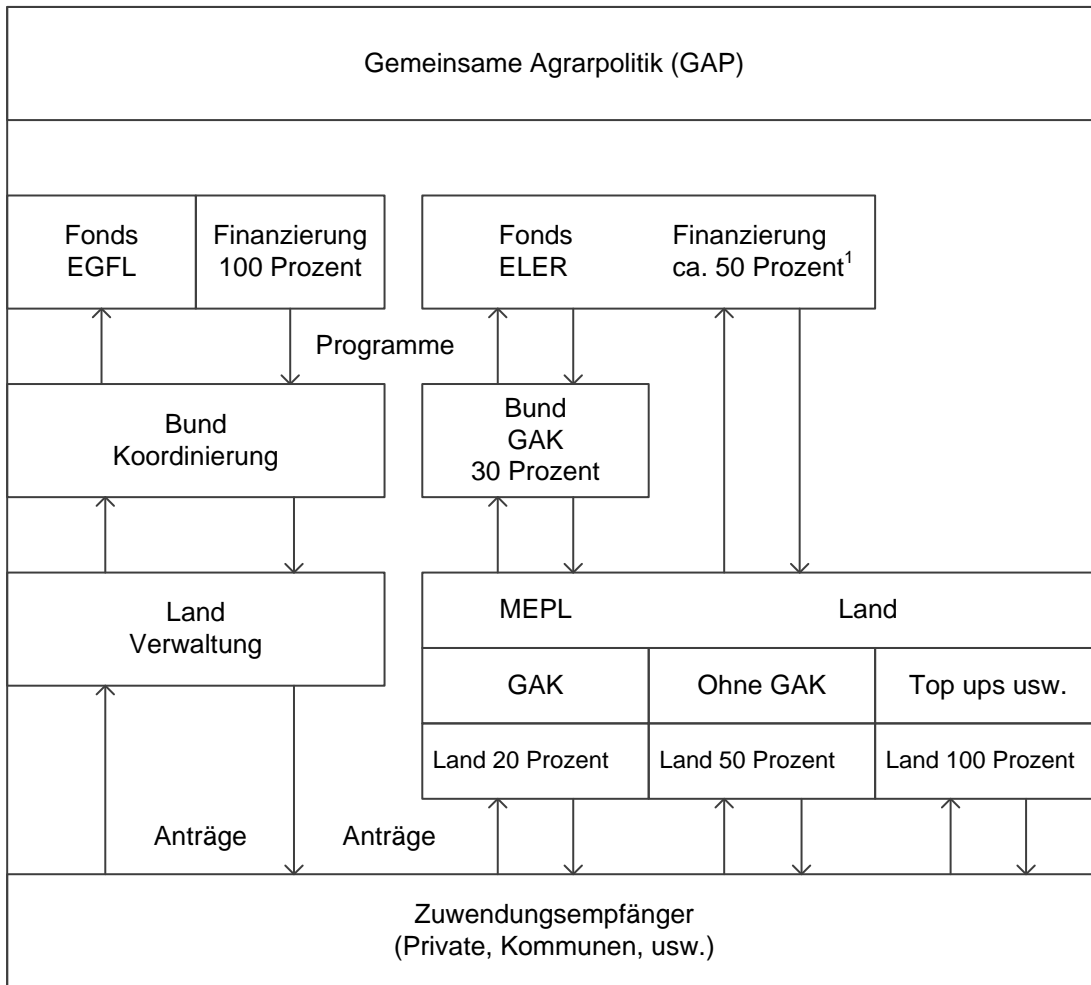 Gemeinsame Agrarpolitik (GAP)
Fonds
EGFL
Finanzierung
100 Prozent
Fonds
ELER
Finanzierung
ca. 50 Prozent¹
Programme
Bund
Koordinierung
Bund
GAK
30 Prozent
Land
Verwaltung
MEPL
Land
GAK
Ohne GAK
Top ups usw.
Land 20 Prozent
Land 50 Prozent
Land 100 Prozent
Anträge
Anträge
Zuwendungsempfänger
(Private, Kommunen, usw.)